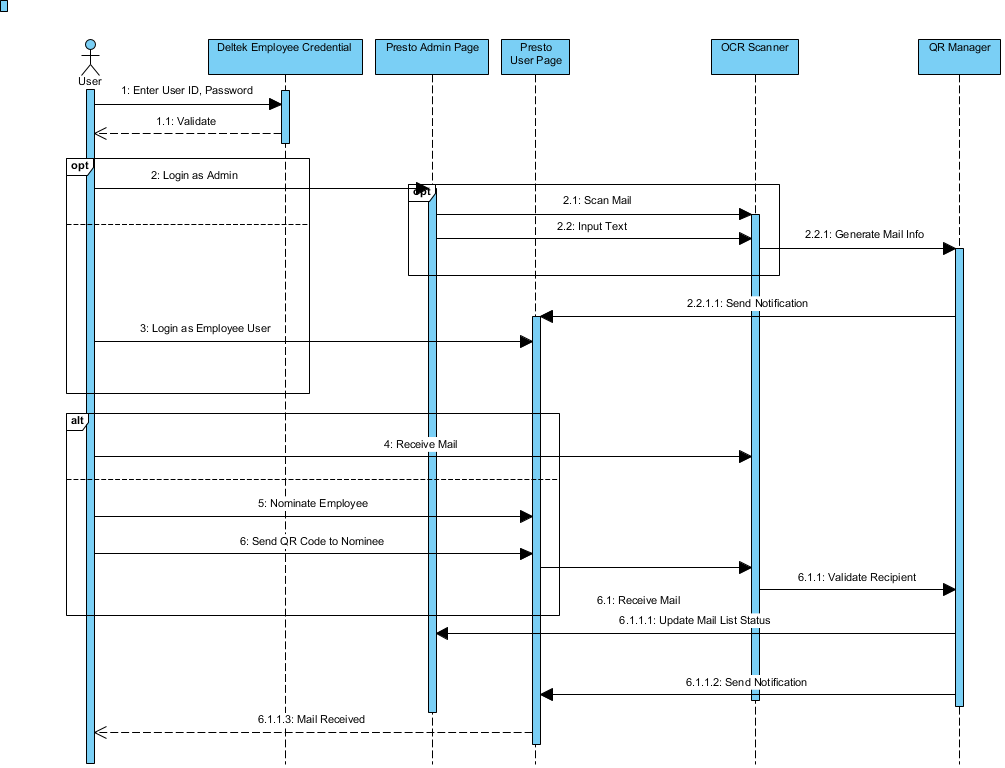 Deltek Employee Credential
Presto Admin Page
Presto
User Page
OCR Scanner
QR Manager
User
1: Enter User ID, Password
1.1: Validate
opt
2: Login as Admin
opt
2.1: Scan Mail
2.2: Input Text
2.2.1: Generate Mail Info
2.2.1.1: Send Notification
3: Login as Employee User
alt
4: Receive Mail
5: Nominate Employee
6: Send QR Code to Nominee
6.1.1: Validate Recipient
6.1: Receive Mail
6.1.1.1: Update Mail List Status
6.1.1.2: Send Notification
6.1.1.3: Mail Received